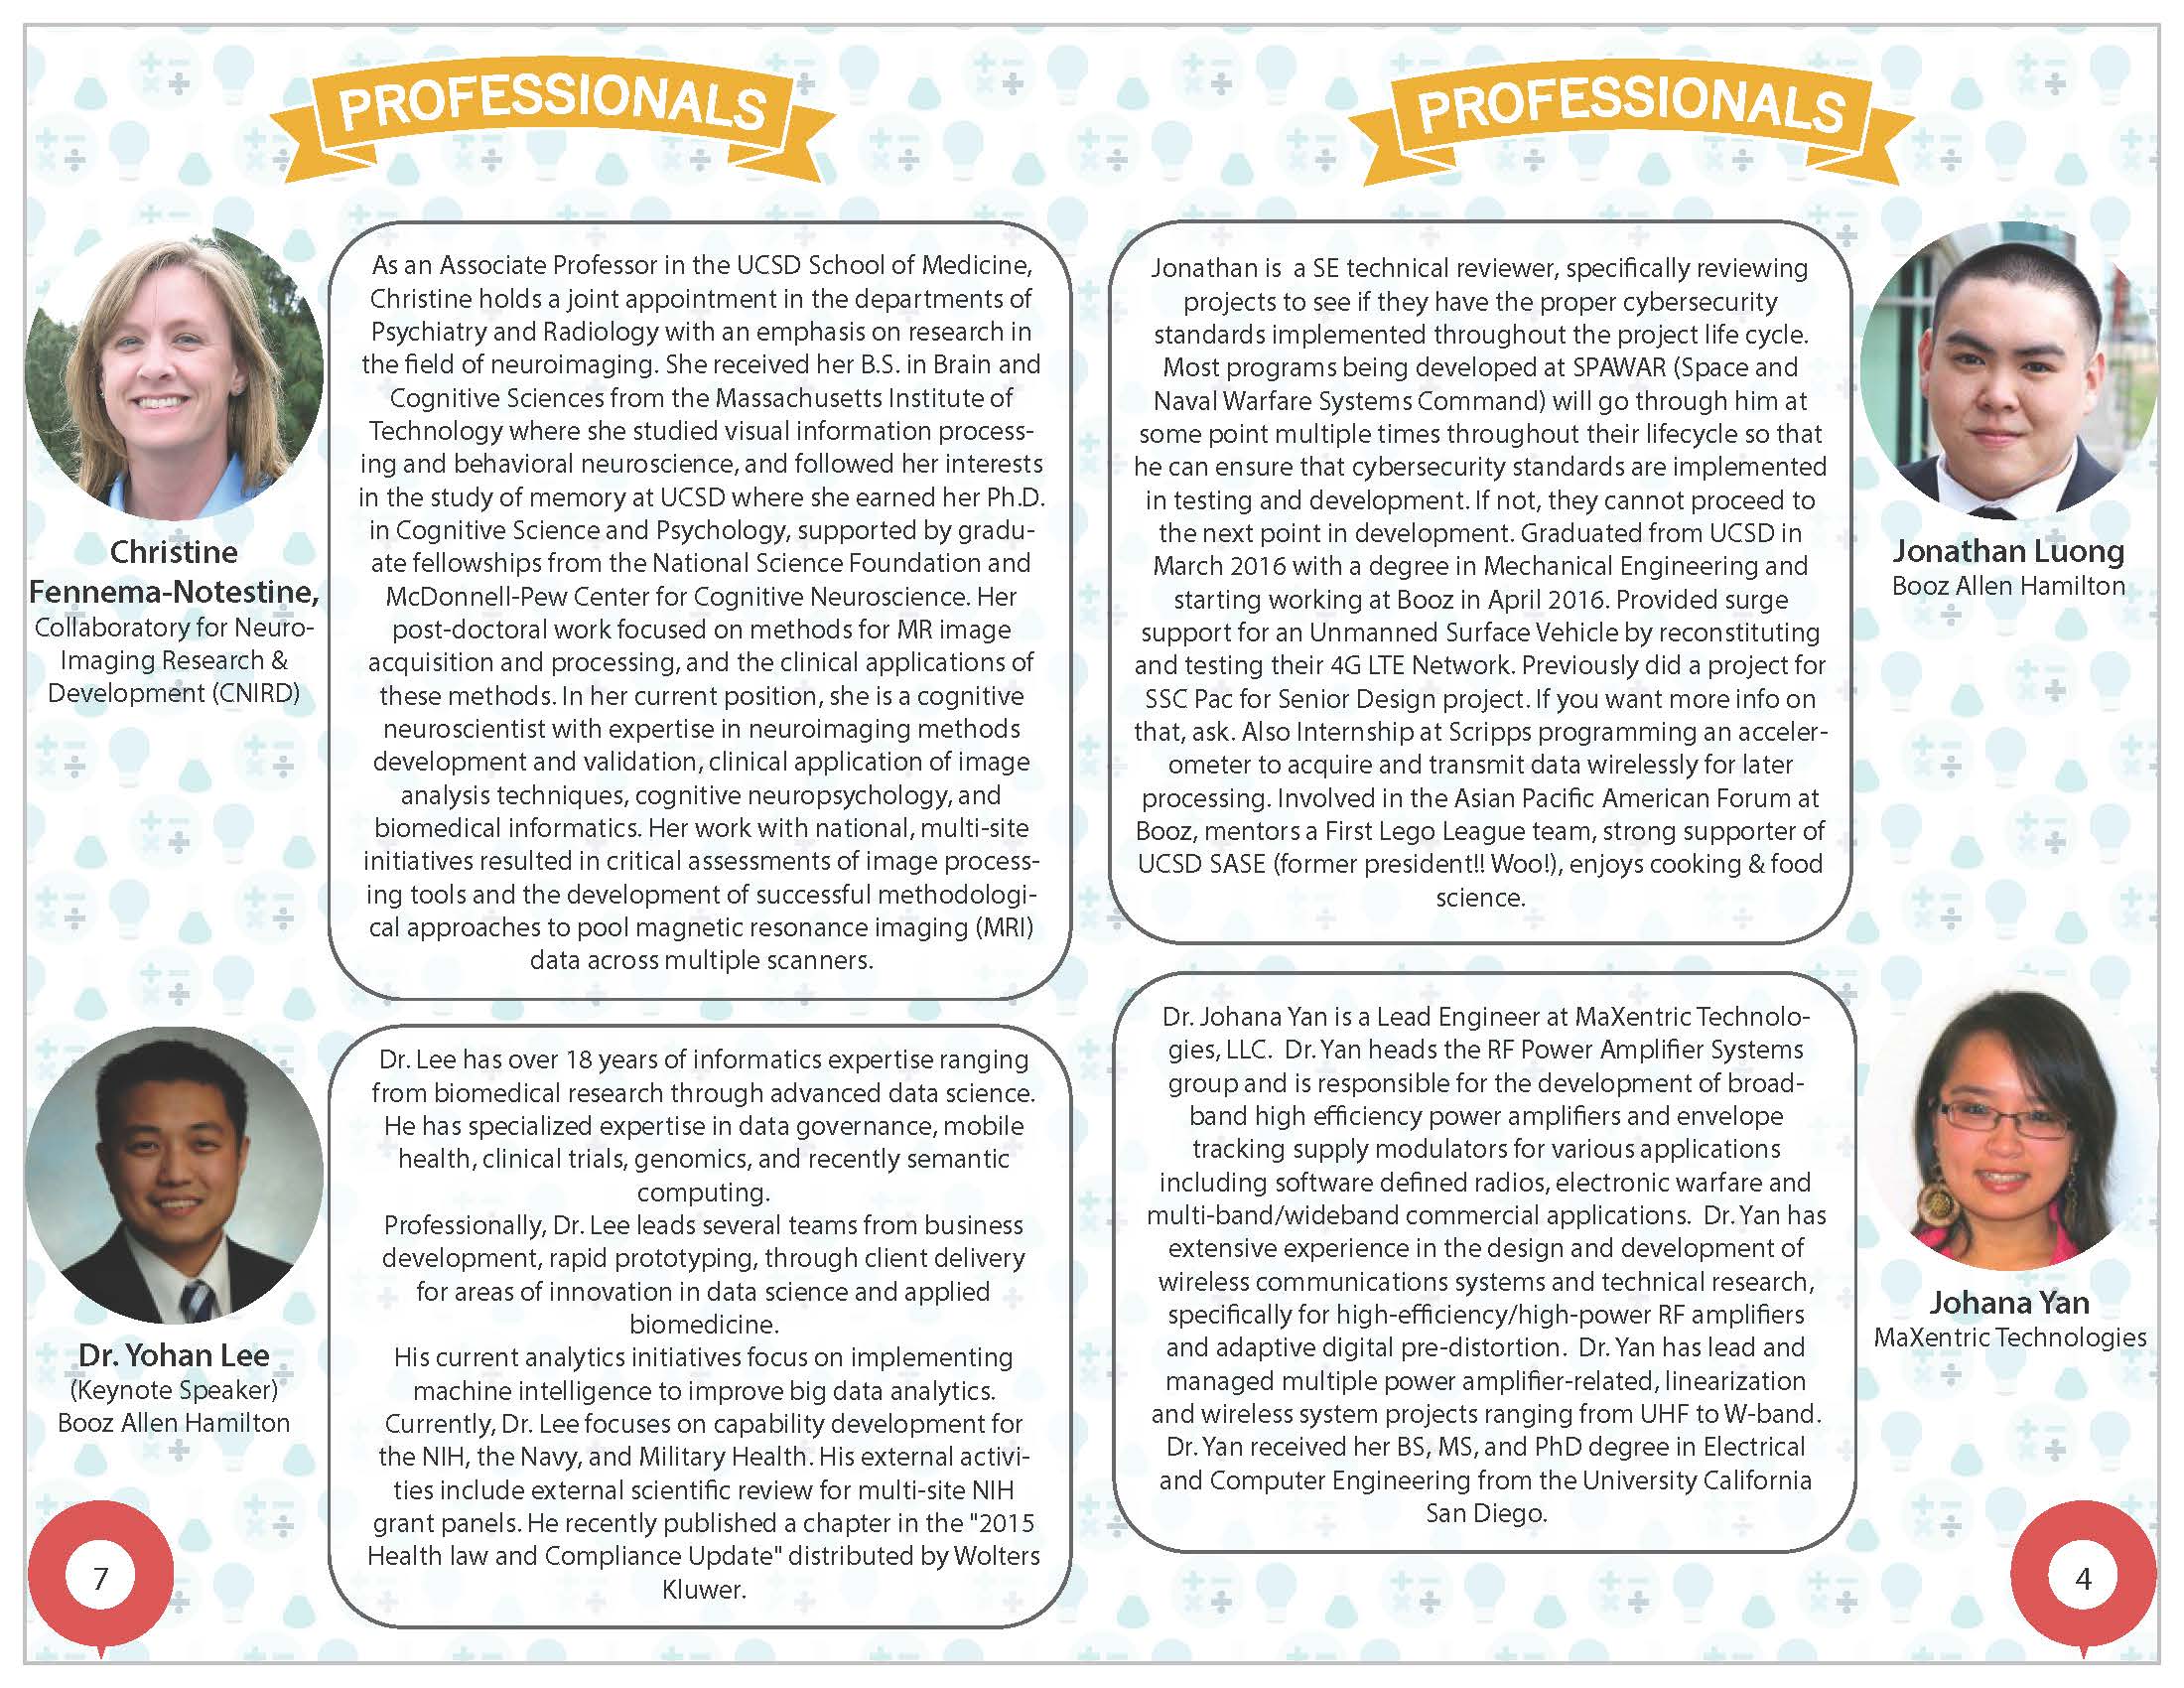 PROFESSIONALS
Christine
Fennema-Notestine,
Collaboratory for Neuro-
Imaging Research &
Development (CNIRD)
As an Associate Professor in the UCSD School of Medicine,
Christine holds a joint appointment in the departments of
Psychiatry and Radiology with an emphasis on research in
the field of neuroimaging. She received her B.S. in Brain and
Cognitive Sciences from the Massachusetts Institute of
Technology where she studied visual information process-
ing and behavioral neuroscience, and followed her interests
in the study of memory at UCSD where she earned her Ph.D.
in Cognitive Science and Psychology, supported by gradu-
ate fellowships from the National Science Foundation and
McDonnell-Pew Center for Cognitive Neuroscience. Her
post-doctoral work focused on methods for MR image
acquisition and processing, and the clinical applications of
these methods. In her current position, she is a cognitive
neuroscientist with expertise in neuroimaging methods
development and validation, clinical application of image
analysis techniques, cognitive neuropsychology, and
biomedical informatics. Her work with national, multi-site
initiatives resulted in critical assessments of image process-
ing tools and the development of successful methodologi-
cal approaches to pool magnetic resonance imaging (MRI)
data across multiple scanners.
Dr. Yohan Lee
(Keynote Speaker)
Booz Allen Hamilton
Dr. Lee has over 18 years of informatics expertise ranging
from biomedical research through advanced data science.
He has specialized expertise in data governance, mobile
health, clinical trials, genomics, and recently semantic
computing.
Professionally, Dr. Lee leads several teams from business
development, rapid prototyping, through client delivery
for areas of innovation in data science and applied
biomedicine.
His current analytics initiatives focus on implementing
machine intelligence to improve big data analytics.
Currently, Dr. Lee focuses on capability development for
the NIH, the Navy, and Military Health. His external activi-
ties include external scientific review for multi-site NIH
grant panels. He recently published a chapter in the "2015
Health law and Compliance Update" distributed by Wolters
Kluwer.
7
PROFESSIONALS
Jonathan is a SE technical reviewer, specifically reviewing
projects to see if they have the proper cybersecurity
standards implemented throughout the project life cycle.
Most programs being developed at SPAWAR (Space and
Naval Warfare Systems Command) will go through him at
some point multiple times throughout their lifecycle so that
he can ensure that cybersecurity standards are implemented
in testing and development. If not, they cannot proceed to
the next point in development. Graduated from UCSD in
March 2016 with a degree in Mechanical Engineering and
starting working at Booz in April 2016. Provided surge
support for an Unmanned Surface Vehicle by reconstituting
and testing their 4G LTE Network. Previously did a project for
SSC Pac for Senior Design project. If you want more info on
that, ask. Also Internship at Scripps programming an acceler-
ometer to acquire and transmit data wirelessly for later
processing. Involved in the Asian Pacific American Forum at
Booz, mentors a First Lego League team, strong supporter of
UCSD SASE (former president!! Woo!), enjoys cooking & food
science.
Jonathan Luong
Booz Allen Hamilton
Dr. Johana Yan is a Lead Engineer at MaXentric Technolo-
gies, LLC. Dr. Yan heads the RF Power Amplifier Systems
group and is responsible for the development of broad-
band high efficiency power amplifiers and envelope
tracking supply modulators for various applications
including software defined radios, electronic warfare and
multi-band/wideband commercial applications. Dr. Yan has
extensive experience in the design and development of
wireless communications systems and technical research,
specifically for high-efficiency/high-power RF amplifiers
and adaptive digital pre-distortion. Dr. Yan has lead and
managed multiple power amplifier-related, linearization
and wireless system projects ranging from UHF to W-band.
Dr. Yan received her BS, MS, and PhD degree in Electrical
and Computer Engineering from the University California
San Diego.
Johana Yan
MaXentric Technologies
4